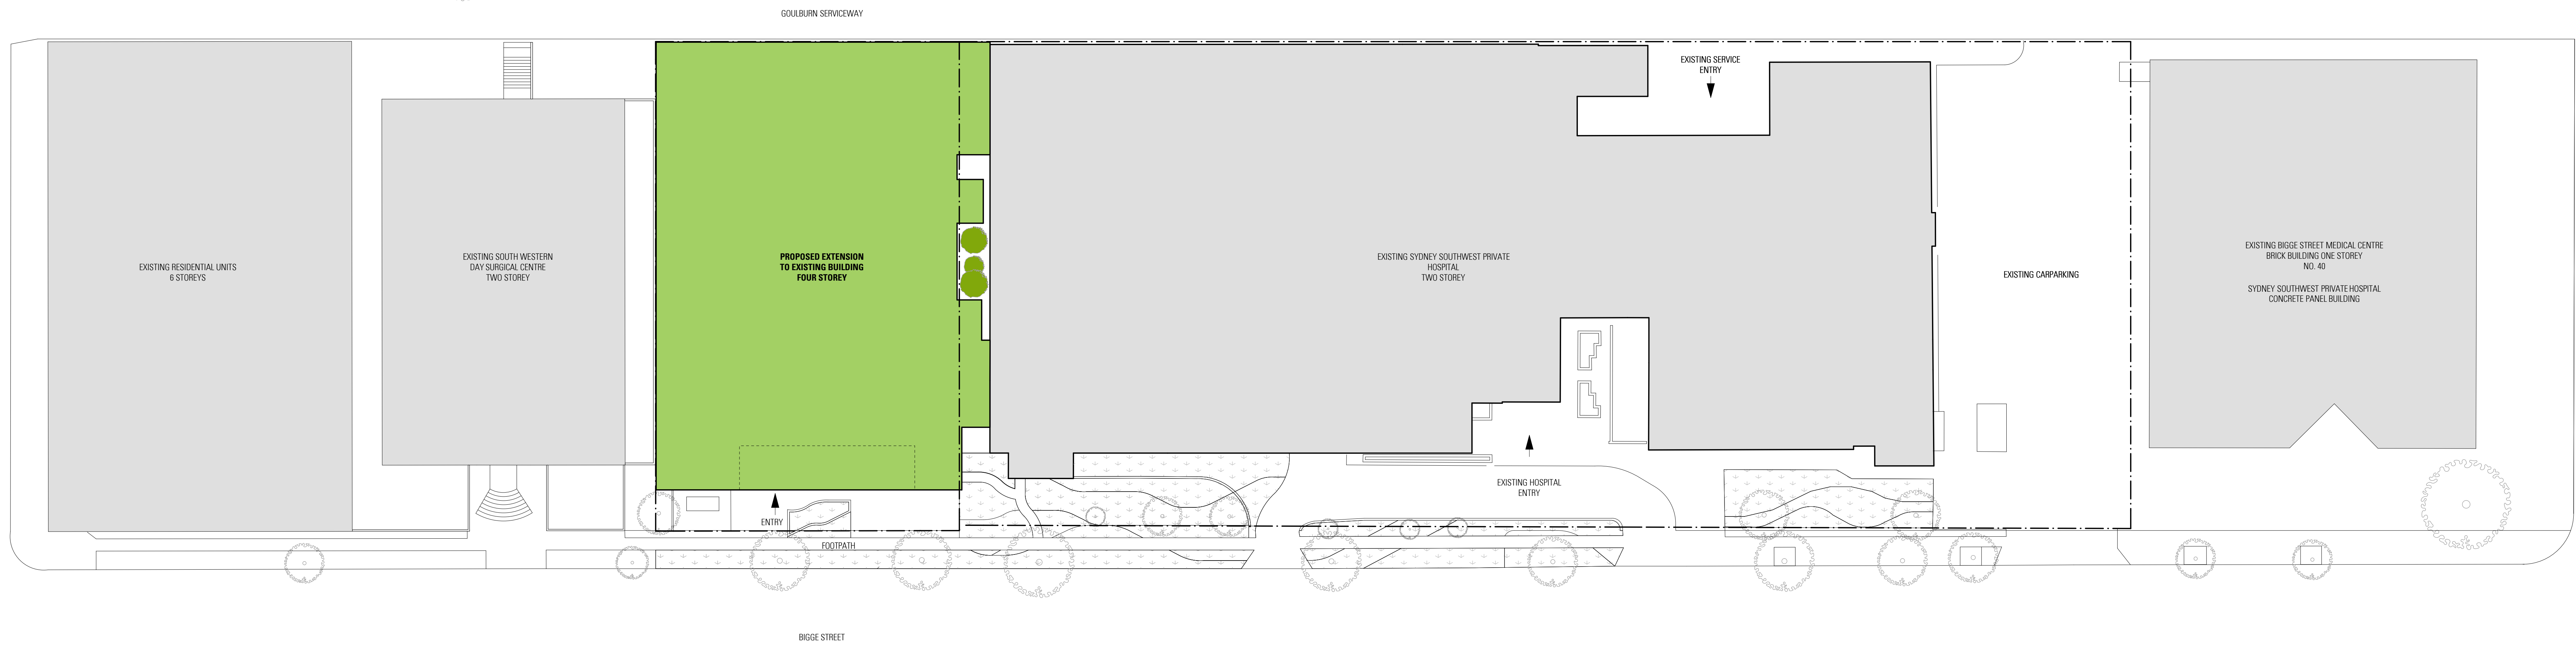 GOULBURN SERVICEWAY
EXISTING SERVICE
ENTRY
EXISTING RESIDENTIAL UNITS
6 STOREYS
EXISTING SOUTH WESTERN
DAY SURGICAL CENTRE
TWO STOREY
PROPOSED EXTENSION
TO EXISTING BUILDING
FOUR STOREY
EXISTING SYDNEY SOUTHWEST PRIVATE
HOSPITAL
TWO STOREY
EXISTING CARPARKING
EXISTING BIGGE STREET MEDICAL CENTRE
BRICK BUILDING ONE STOREY
NO. 40
SYDNEY SOUTHWEST PRIVATE HOSPITAL
CONCRETE PANEL BUILDING
EXISTING HOSPITAL
ENTRY
ENTRY
FOOTPATH
BIGGE STREET